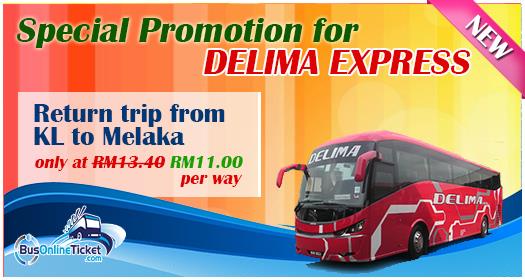 Special Promotion for
DELIMA EXPRESS
NEW
Return trip from
KL to Melaka
only at RM13.40 RM11.00
per way
DELIMA
DELIMA
BusOnlineTicket
.com